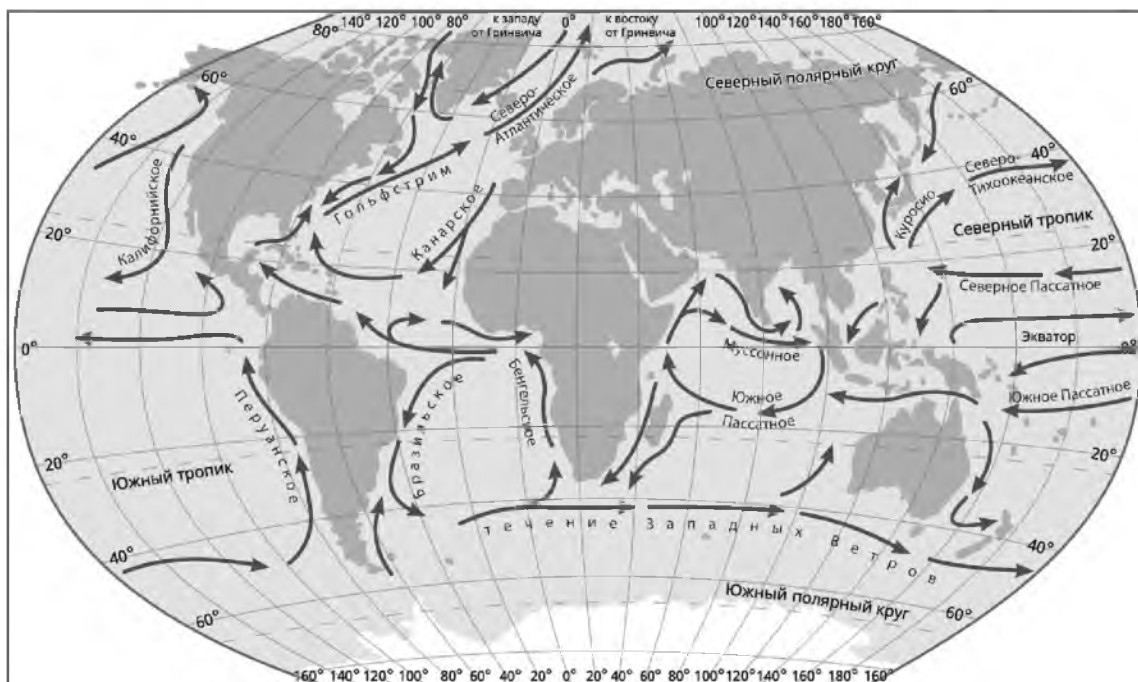 140° 120° 100° 80° к западу 0° к востоку 100° 120° 140° 160° 180° 160°
от Гринвича от Гринвича
80°
60°
40°
20°
0°
20°
40°
60°
Северный полярный круг
60°
Северо-
Атлантическое
Северо-
40°
Тихоокеанское
Гольфстрим
Куросио
Калифорнийское
Канарское
Северный тропик
20°
Северное Пассатное
Экватор
0°
Муссонное
Бенгельское
Южное
Пассатное
Южное Пассатное
Перуанское
Бразильское
20°
Южный тропик
течение Западных Ветров
40°
Южный полярный круг
60°
160° 140° 120° 100° 80° 60° 40° 20° 0° 20° 40° 60° 80° 100° 120° 140° 160°